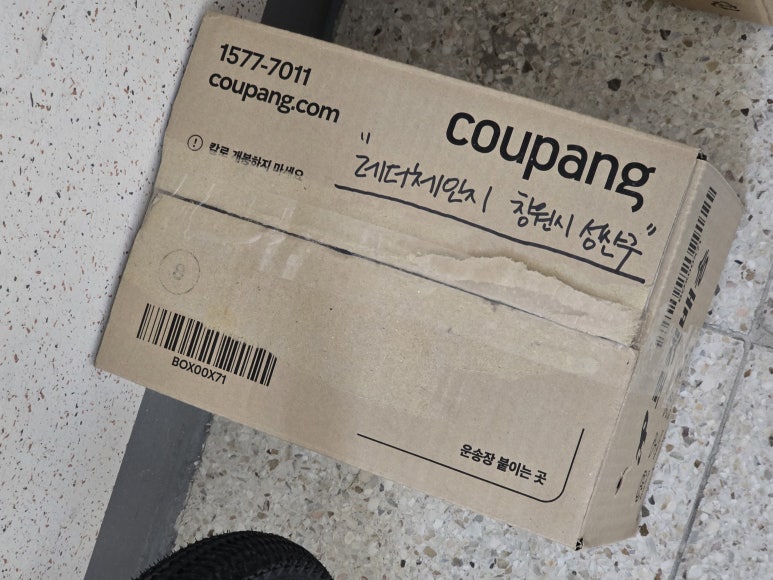 1577-7011
coupang.com
칼로 개봉하지 마세요
coupang
"레더체인지 창원시 성산구"
BOX00X71
운송장 붙이는 곳